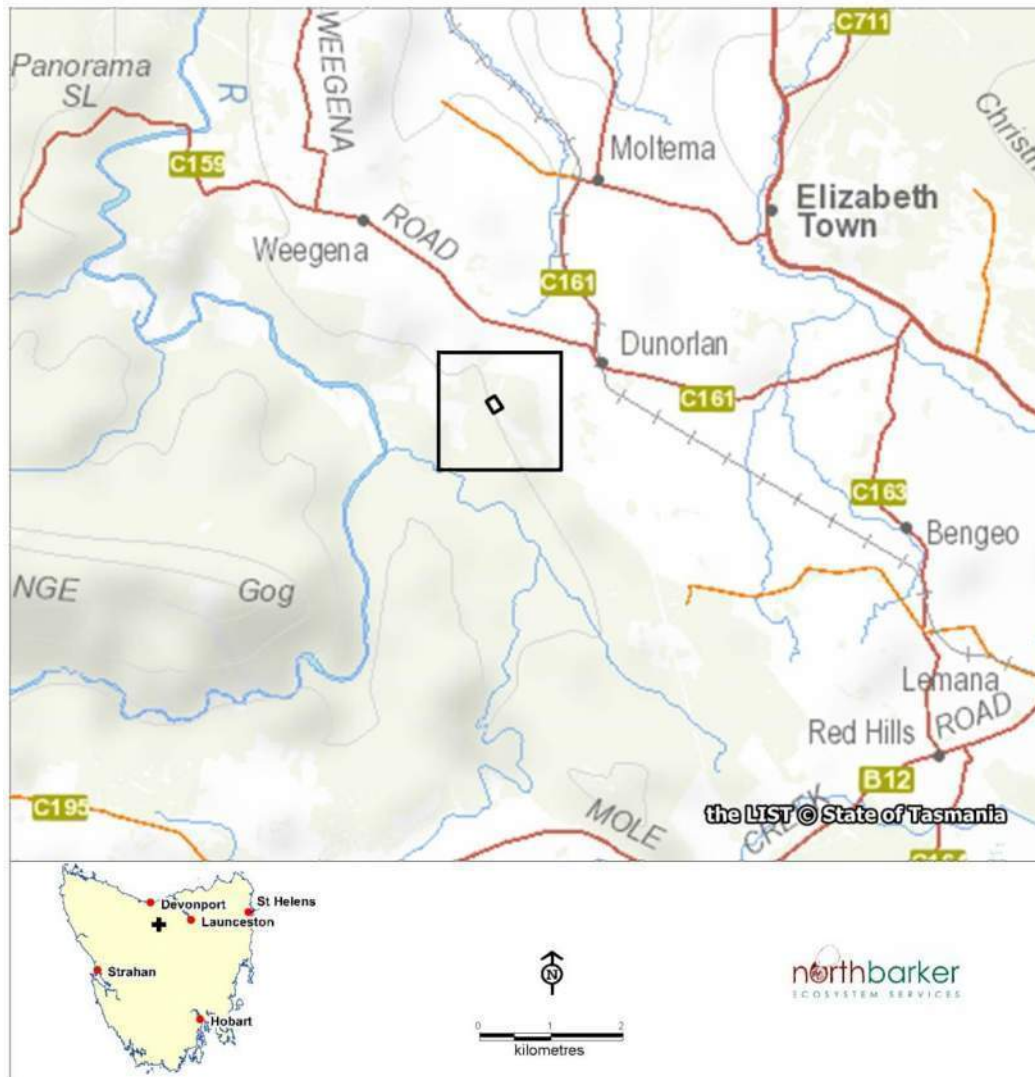 C711
Panorama
SL
WEEGENA
R
Christm
Moltema
C159
Elizabeth
Town
ROAD
Weegena
C161
Dunorlan
C161
C163
Bengeo
NGE
Gog
Lemana
Red Hills
ROAD
B12
C195
MOLE
CREEK
the LIST © State of Tasmania
Devonport
St Helens
Launceston
Strahan
Hobart
N
0 1 2
kilometres
northbarker
ECOSYSTEM SERVICES